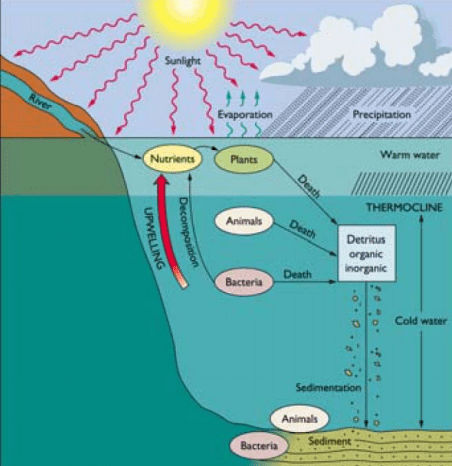 Sunlight
River
Evaporation
Precipitation
Nutrients
Plants
Warm water
Death
THERMOCLINE
UPWELLING
Decomposition
Animals
Death
Detritus
organic
inorganic
Bacteria
Death
Cold water
Sedimentation
Animals
Bacteria
Sediment